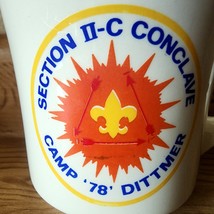 SECTION II-C CONCLAVE
CAMP '78' DITTMER